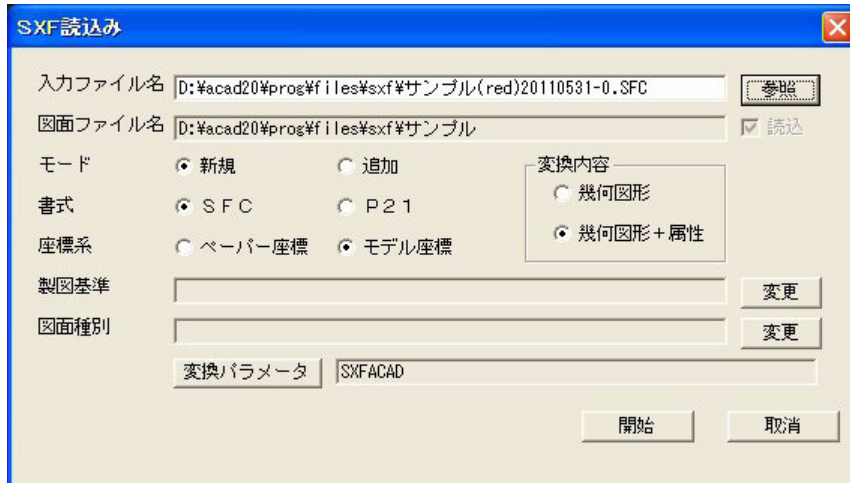 SXF読込み
入力ファイル名 D:¥acad20¥prog¥files¥sxf¥サンプル(red)20110531-0.SFC 参照
図面ファイル名 D:¥acad20¥prog¥files¥sxf¥サンプル 読込
モード 新規 追加 変換内容
幾何図形
書式 ＳＦＣ Ｐ２１
幾何図形＋属性
座標系 ペーパー座標 モデル座標
製図基準 変更
図面種別 変更
変換パラメータ SXFACAD
開始 取消